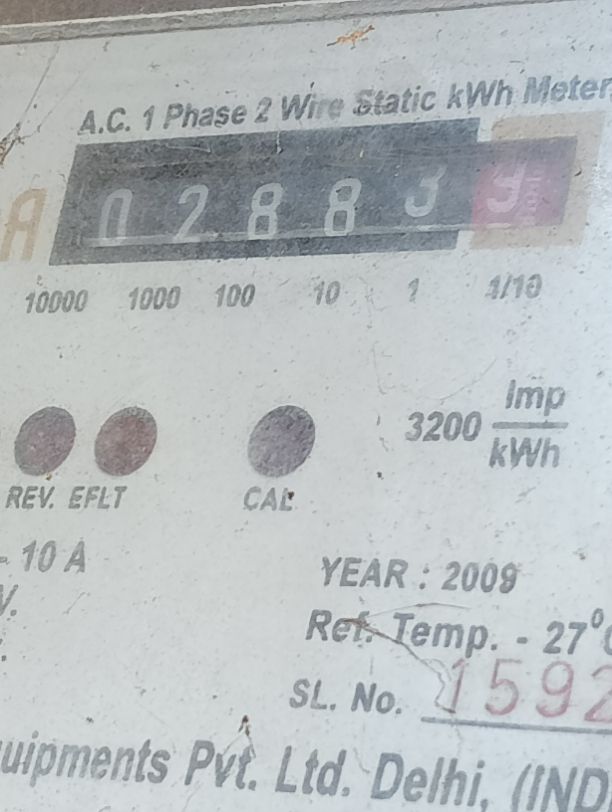 A.C. 1 Phase 2 Wire Static kWh Meter
A 0 2 8 8 3 9
10000 1000 100 10 1 1/10
3200 Imp
kWh
REV. EFLT CAL
- 10 A
YEAR : 2009
V.
Ref. Temp. - 27°C
SL. No. 1592
uipments Pvt. Ltd. Delhi. (IND